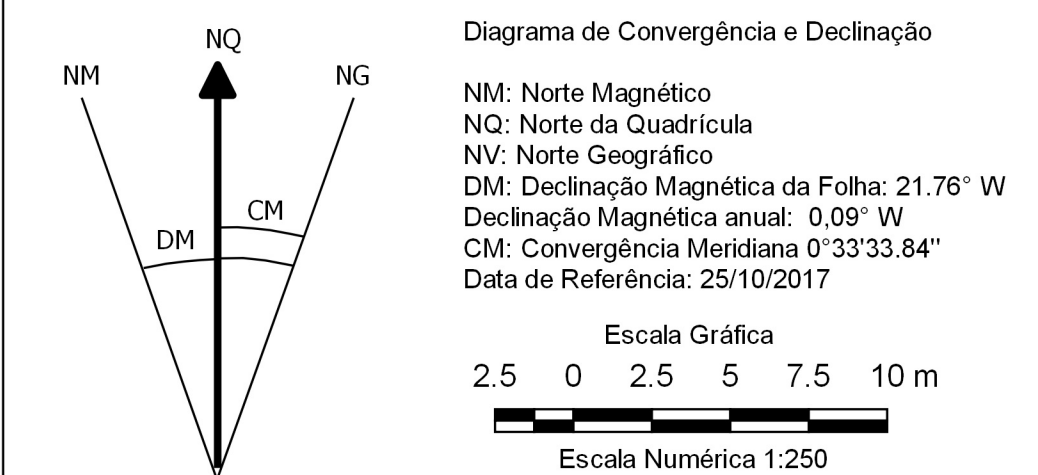 NQ
NM
NG
CM
DM
Diagrama de Convergência e Declinação
NM: Norte Magnético
NQ: Norte da Quadrícula
NV: Norte Geográfico
DM: Declinação Magnética da Folha: 21.76° W
Declinação Magnética anual:  0,09° W
CM: Convergência Meridiana 0°33'33.84''
Data de Referência: 25/10/2017
Escala Gráfica
2.5 0 2.5 5 7.5 10 m
Escala Numérica 1:250